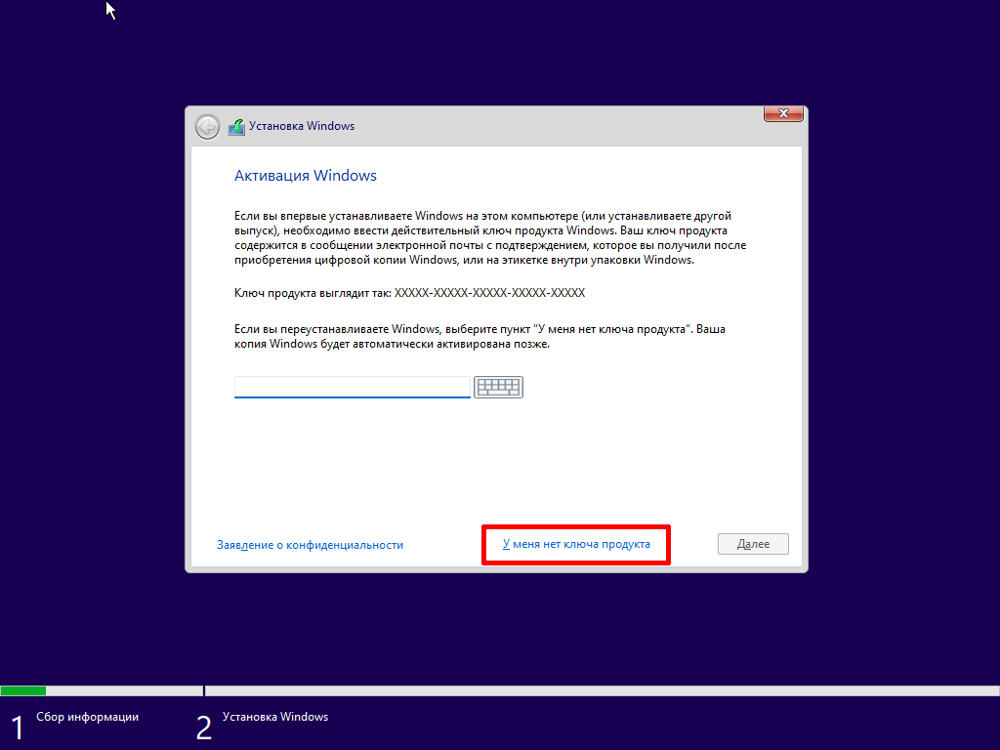 Установка Windows
Активация Windows
Если вы впервые устанавливаете Windows на этом компьютере (или устанавливаете другой
выпуск), необходимо ввести действительный ключ продукта Windows. Ваш ключ продукта
содержится в сообщении электронной почты с подтверждением, которое вы получили после
приобретения цифровой копии Windows, или на этикетке внутри упаковки Windows.
Ключ продукта выглядит так: XXXXX-XXXXX-XXXXX-XXXXX-XXXXX
Если вы переустанавливаете Windows, выберите пункт "У меня нет ключа продукта". Ваша
копия Windows будет автоматически активирована позже.
Заявление о конфиденциальности
У меня нет ключа продукта
Далее
1 Сбор информации
2 Установка Windows